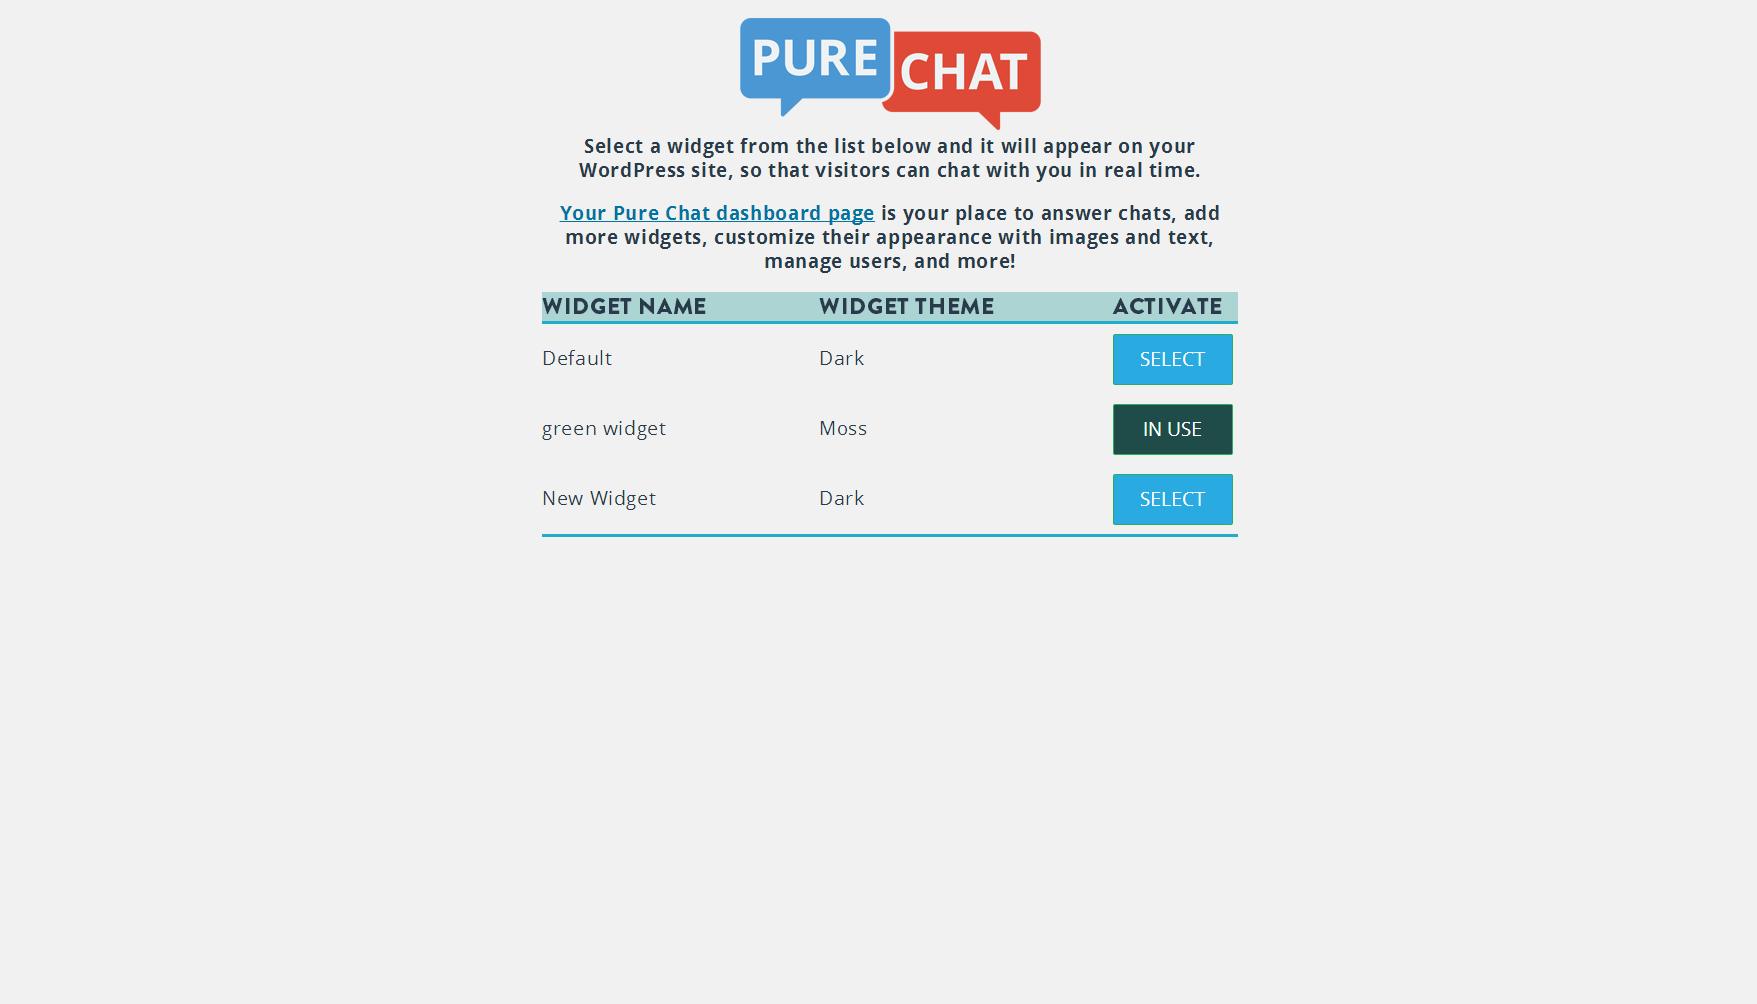 PURE
CHAT
Select a widget from the list below and it will appear on your
WordPress site, so that visitors can chat with you in real time.
Your Pure Chat dashboard page is your place to answer chats, add
more widgets, customize their appearance with images and text,
manage users, and more!
WIDGET NAME WIDGET THEME ACTIVATE
Default Dark SELECT
green widget Moss IN USE
New Widget Dark SELECT